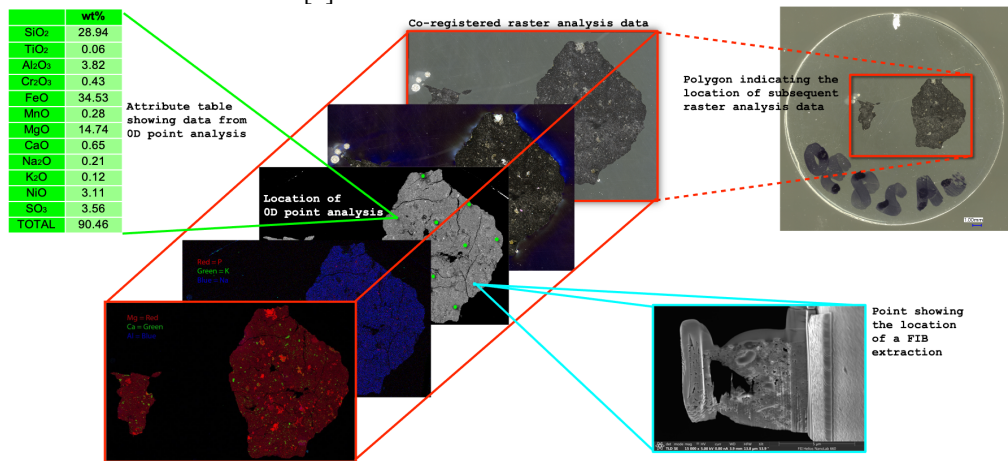 Co-registered raster analysis data
wt%
SiO₂ 28.94
TiO₂ 0.06
Al₂O₃ 3.82
Cr₂O₃ 0.43
FeO 34.53
MnO 0.28
MgO 14.74
CaO 0.65
Na₂O 0.21
K₂O 0.12
NiO 3.11
SO₃ 3.56
TOTAL 90.46
Attribute table
showing data from
0D point analysis
Polygon indicating the
location of subsequent
raster analysis data
1.00mm
Location of
0D point analysis
Red = P
Green = K
Mg = Red
Ca = Green
Point showing
the location
of a FIB
extraction